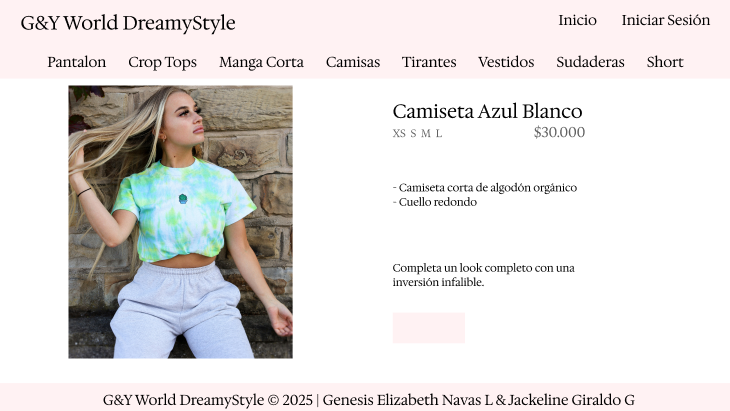 G&Y World DreamyStyle
Inicio Iniciar Sesión
Pantalon Crop Tops Manga Corta Camisas Tirantes Vestidos Sudaderas Short
Camiseta Azul Blanco
XS S M L $30.000
- Camiseta corta de algodón orgánico
- Cuello redondo
Completa un look completo con una
inversión infalible.
G&Y World DreamyStyle © 2025 | Genesis Elizabeth Navas L & Jackeline Giraldo G